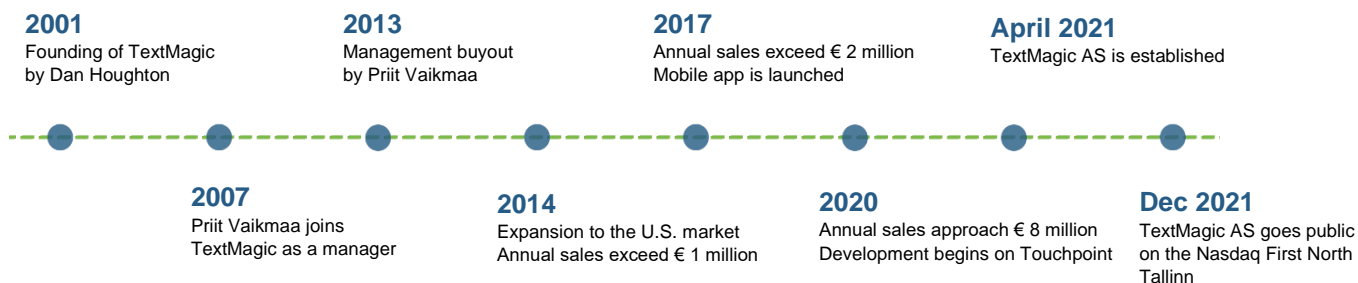 2001
Founding of TextMagic
by Dan Houghton
2013
Management buyout
by Priit Vaikmaa
2017
Annual sales exceed € 2 million
Mobile app is launched
April 2021
TextMagic AS is established
2007
Priit Vaikmaa joins
TextMagic as a manager
2014
Expansion to the U.S. market
Annual sales exceed € 1 million
2020
Annual sales approach € 8 million
Development begins on Touchpoint
Dec 2021
TextMagic AS goes public
on the Nasdaq First North
Tallinn